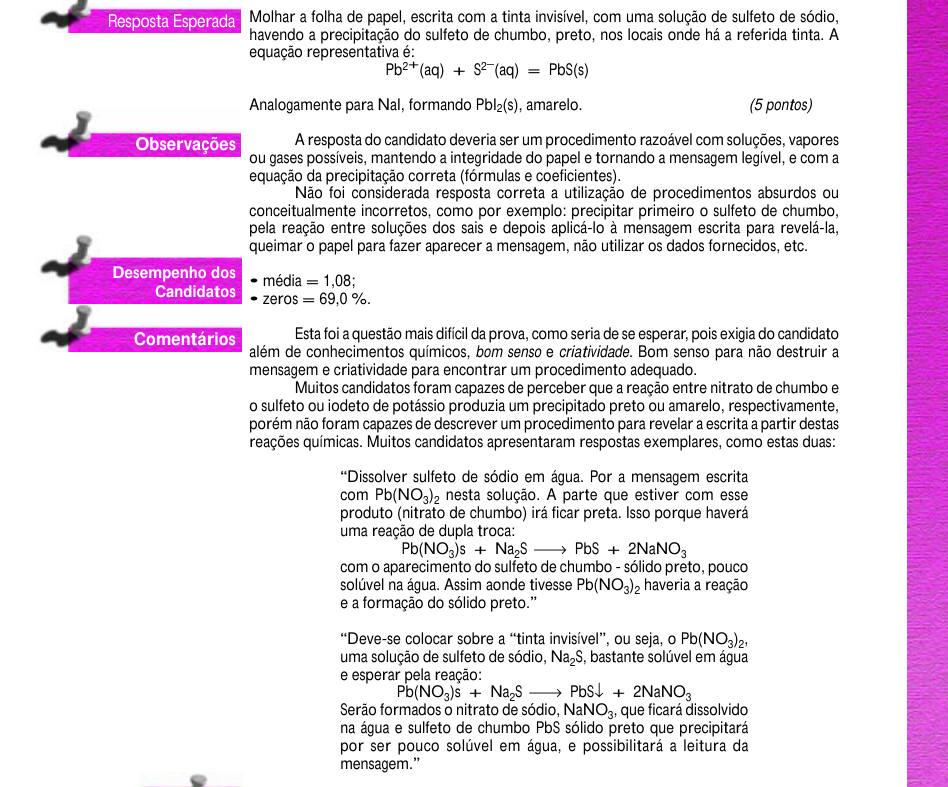 Resposta Esperada
Molhar a folha de papel, escrita com a tinta invisível, com uma solução de sulfeto de sódio,
havendo a precipitação do sulfeto de chumbo, preto, nos locais onde há a referida tinta. A
equação representativa é:
Pb²⁺(aq) + S²⁻(aq) = PbS(s)
Analogamente para NaI, formando PbI₂(s), amarelo. (5 pontos)
Observações
A resposta do candidato deveria ser um procedimento razoável com soluções, vapores
ou gases possíveis, mantendo a integridade do papel e tornando a mensagem legível, e com a
equação da precipitação correta (fórmulas e coeficientes).
Não foi considerada resposta correta a utilização de procedimentos absurdos ou
conceitualmente incorretos, como por exemplo: precipitar primeiro o sulfeto de chumbo,
pela reação entre soluções dos sais e depois aplicá-lo à mensagem escrita para revelá-la,
queimar o papel para fazer aparecer a mensagem, não utilizar os dados fornecidos, etc.
Desempenho dos
Candidatos
• média = 1,08;
• zeros = 69,0 %.
Comentários
Esta foi a questão mais difícil da prova, como seria de se esperar, pois exigia do candidato
além de conhecimentos químicos, bom senso e criatividade. Bom senso para não destruir a
mensagem e criatividade para encontrar um procedimento adequado.
Muitos candidatos foram capazes de perceber que a reação entre nitrato de chumbo e
o sulfeto ou iodeto de potássio produzia um precipitado preto ou amarelo, respectivamente,
porém não foram capazes de descrever um procedimento para revelar a escrita a partir destas
reações químicas. Muitos candidatos apresentaram respostas exemplares, como estas duas:
“Dissolver sulfeto de sódio em água. Por a mensagem escrita
com Pb(NO₃)₂ nesta solução. A parte que estiver com esse
produto (nitrato de chumbo) irá ficar preta. Isso porque haverá
uma reação de dupla troca:
Pb(NO₃)s + Na₂S ⟶ PbS + 2NaNO₃
com o aparecimento do sulfeto de chumbo - sólido preto, pouco
solúvel na água. Assim aonde tivesse Pb(NO₃)₂ haveria a reação
e a formação do sólido preto.”
“Deve-se colocar sobre a “tinta invisível”, ou seja, o Pb(NO₃)₂,
uma solução de sulfeto de sódio, Na₂S, bastante solúvel em água
e esperar pela reação:
Pb(NO₃)s + Na₂S ⟶ PbS↓ + 2NaNO₃
Serão formados o nitrato de sódio, NaNO₃, que ficará dissolvido
na água e sulfeto de chumbo PbS sólido preto que precipitará
por ser pouco solúvel em água, e possibilitará a leitura da
mensagem.”